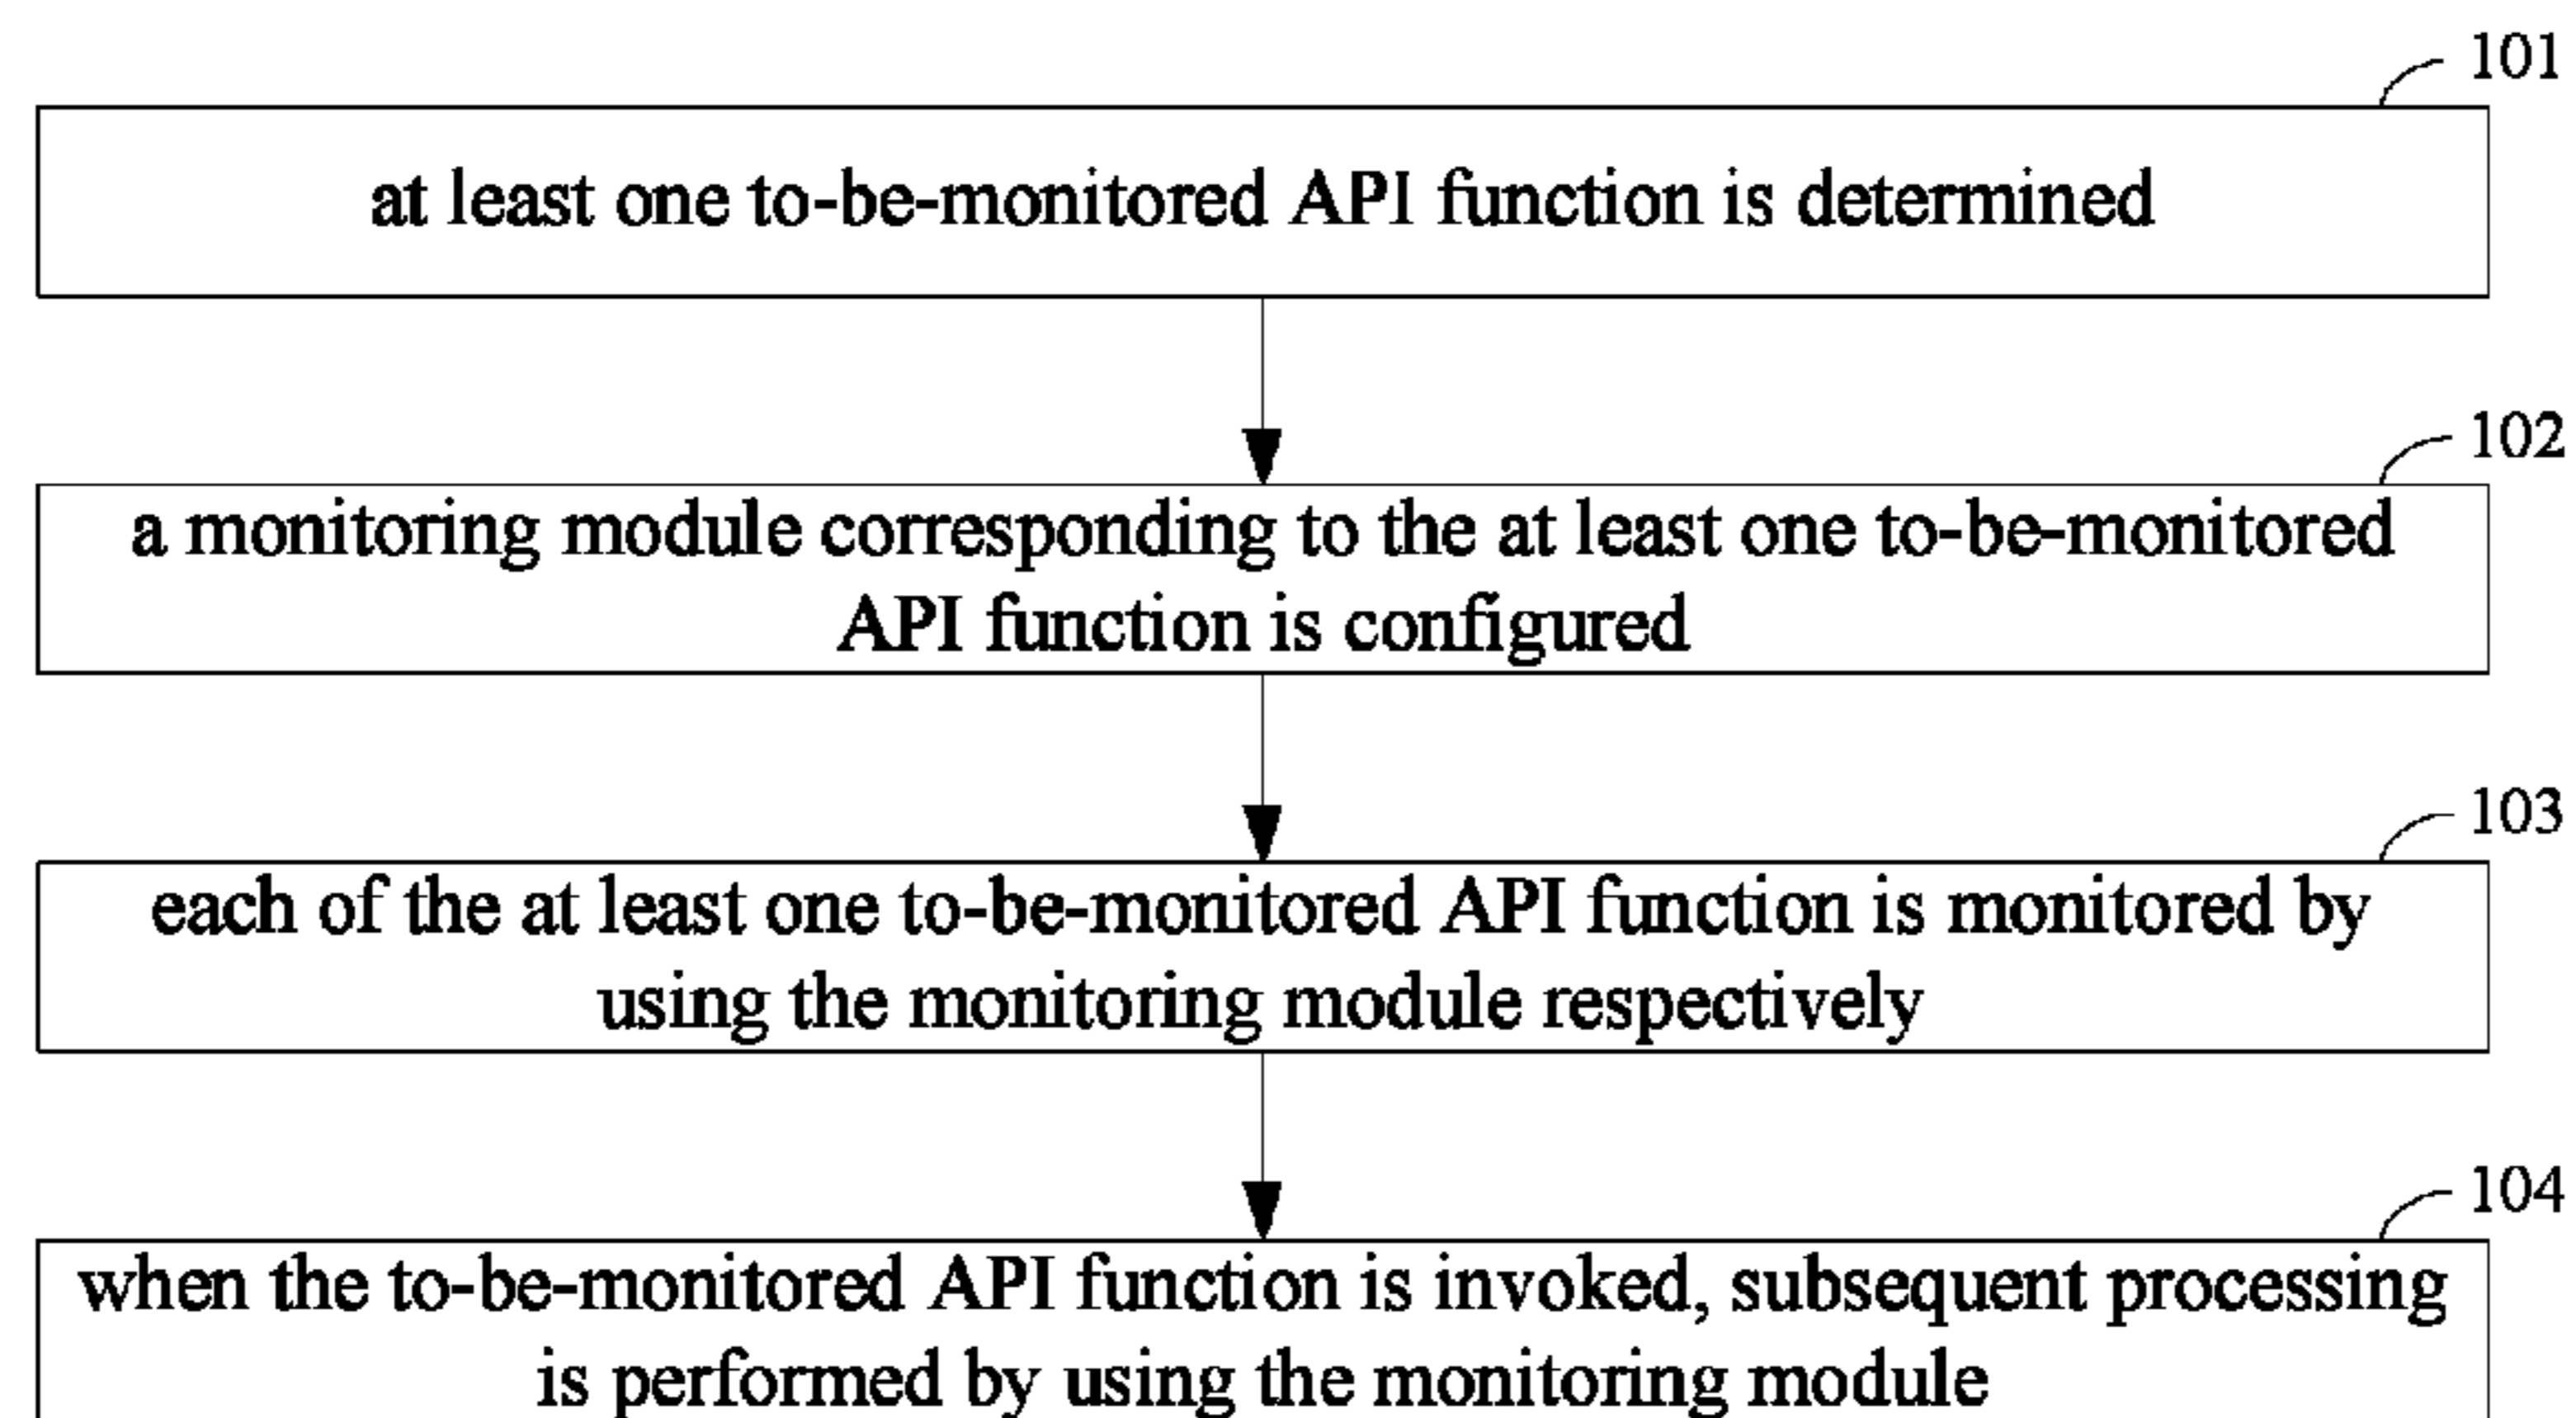 101
at least one to-be-monitored API function is determined
102
a monitoring module corresponding to the at least one to-be-monitored
API function is configured
103
each of the at least one to-be-monitored API function is monitored by
using the monitoring module respectively
104
when the to-be-monitored API function is invoked, subsequent processing
is performed by using the monitoring module